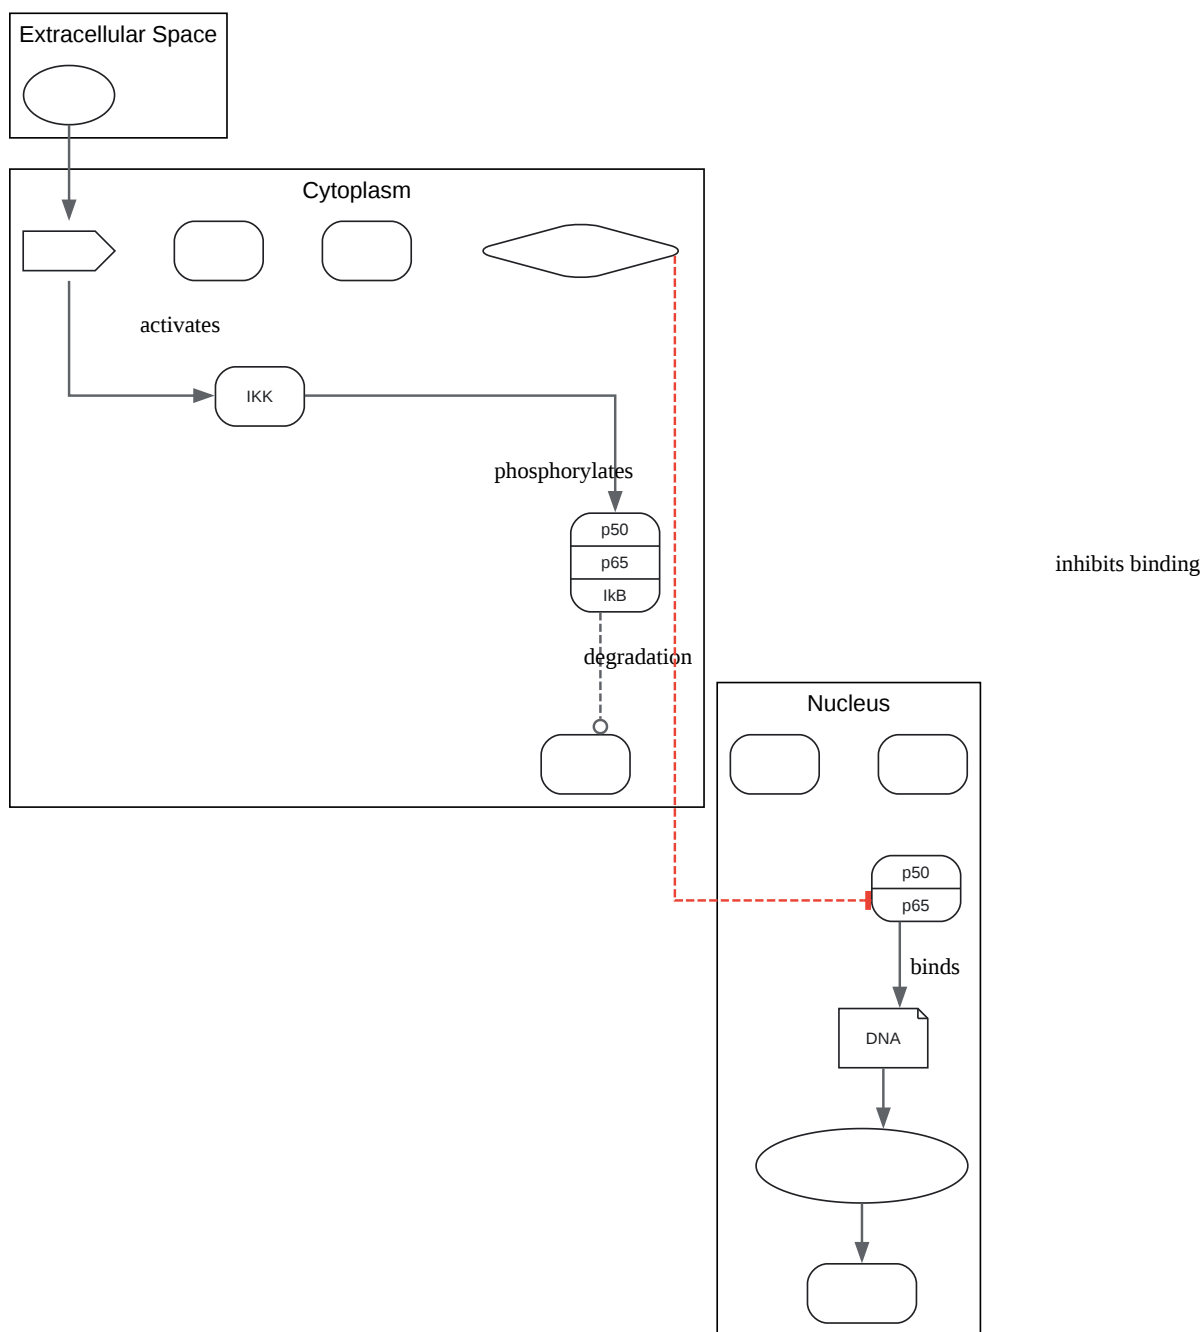 Extracellular Space
Cytoplasm
activates
IKK
phosphorylates
p50
p65
IkB
inhibits binding
degradation
Nucleus
p50
p65
binds
DNA